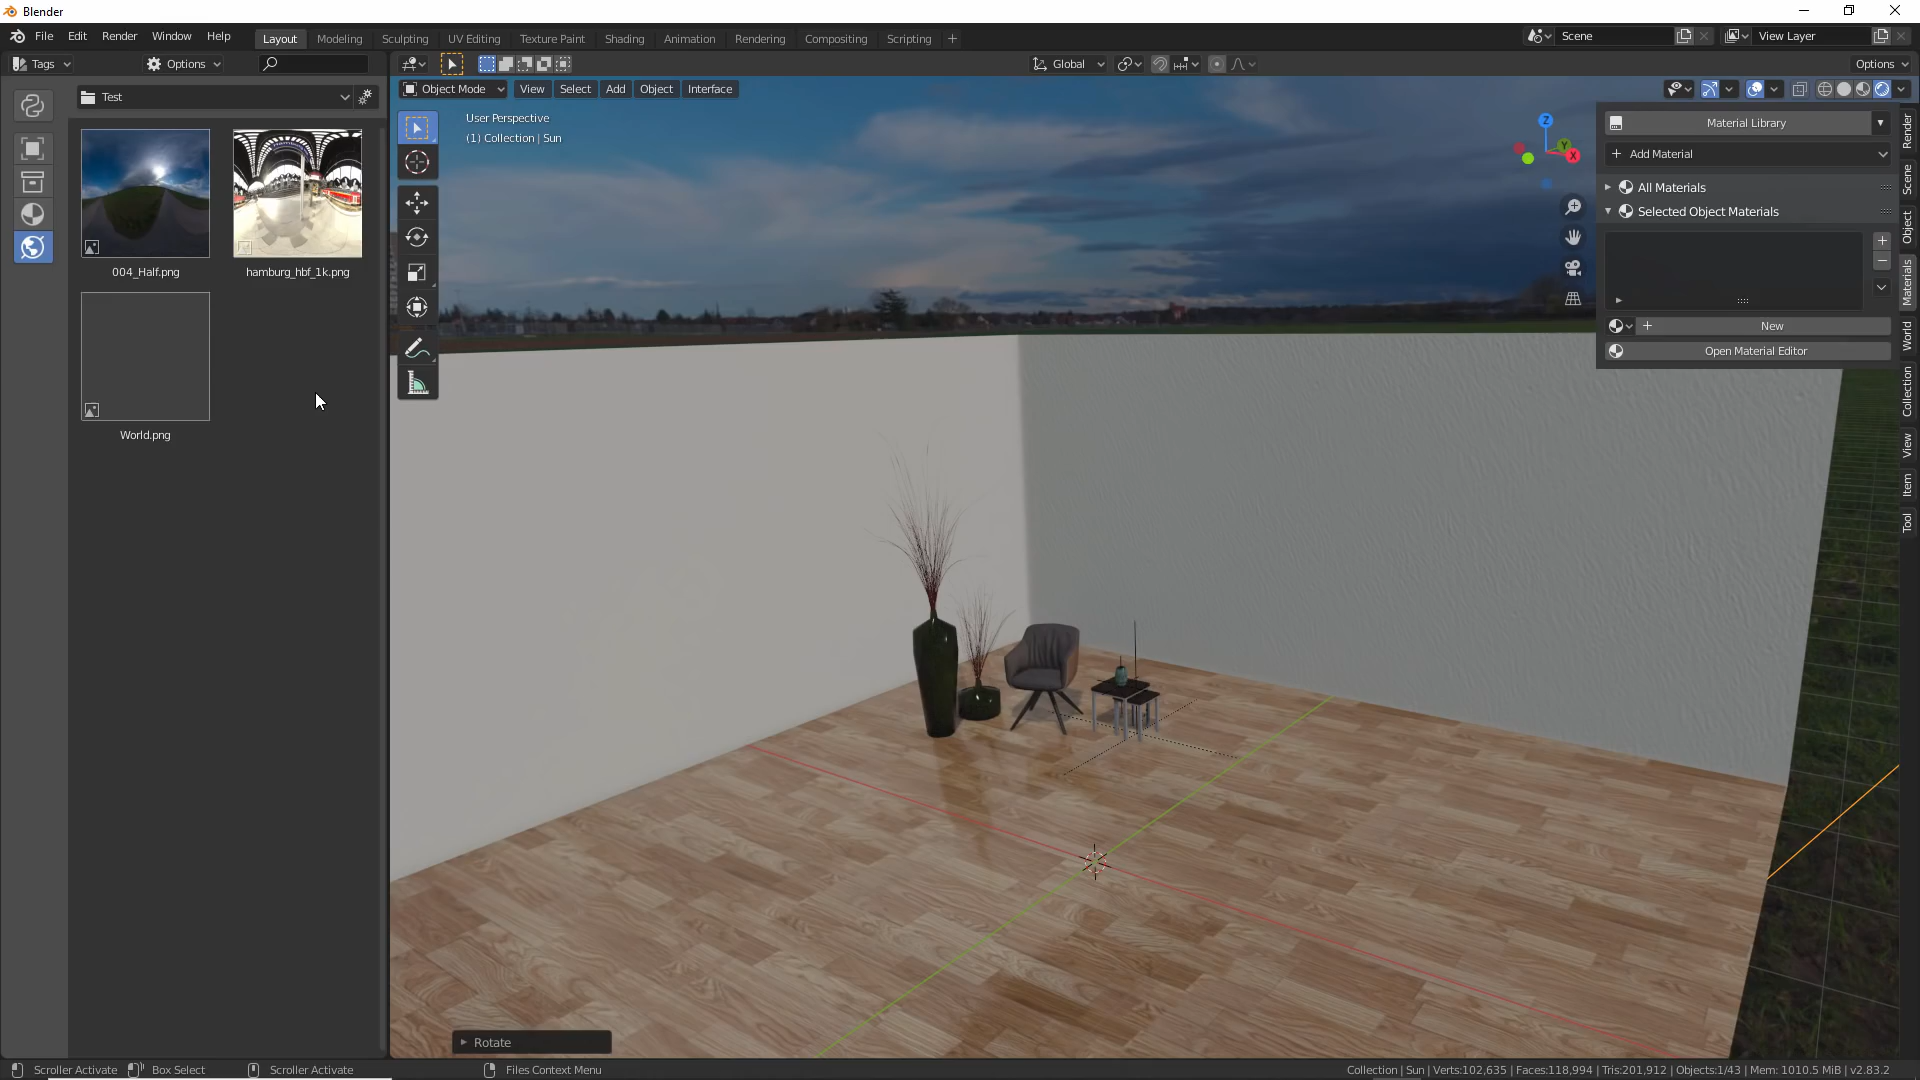 Blender
File Edit Render Window Help Layout Modeling Sculpting UV Editing Texture Paint Shading Animation Rendering Compositing Scripting Scene View Layer
Tags Options Global Options
Test Object Mode View Select Add Object Interface
User Perspective
(1) Collection | Sun
Z
Y
X
Material Library
Add Material
All Materials
Selected Object Materials
New
Open Material Editor
Render
Scene
Object
Materials
World
Collection
View
Item
Tool
004_Half.png hamburg_hbf_1k.png
World.png
Rotate
Scroller Activate Box Select Scroller Activate Files Context Menu Collection | Sun | Verts:102,635 | Faces:118,994 | Tris:201,912 | Objects:1/43 | Mem: 1010.5 MiB | v2.83.2